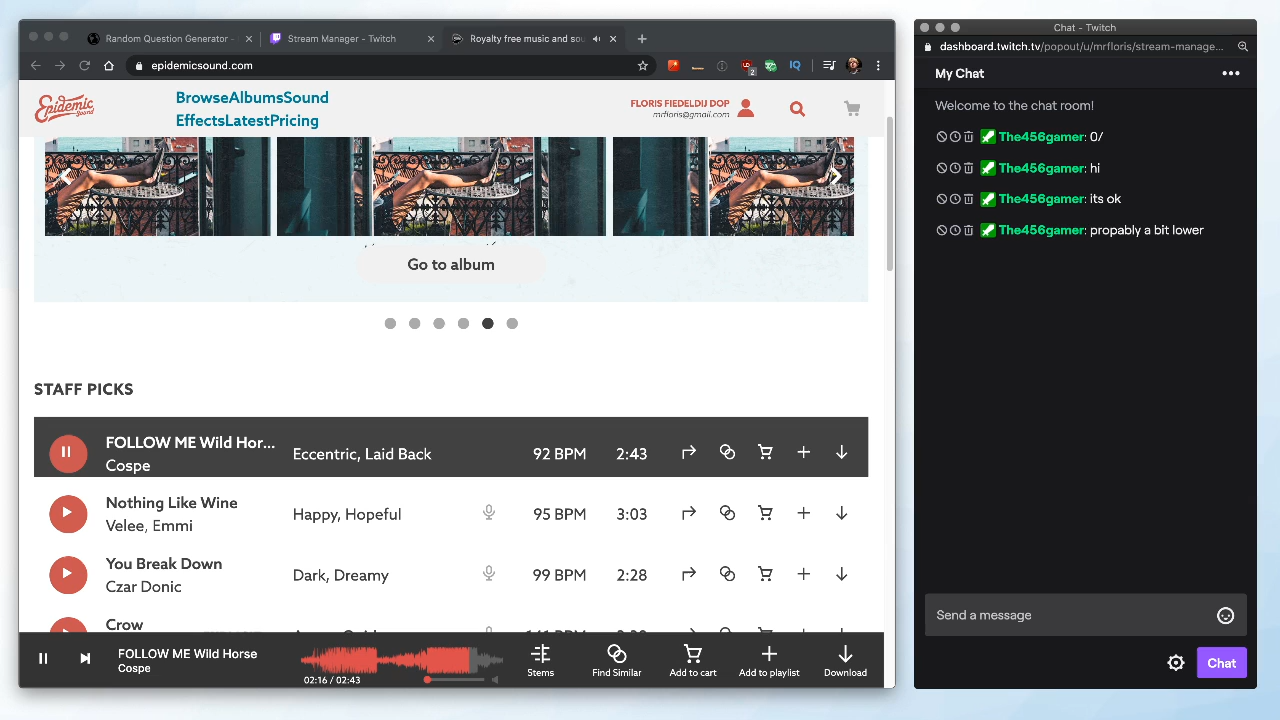 Random Question Generator -
Stream Manager - Twitch
Royalty free music and sou
epidemicsound.com
2
Epidemic
Sound
BrowseAlbumsSound
EffectsLatestPricing
FLORIS FIEDELDIJ DOP
mrfloris@gmail.com
Go to album
STAFF PICKS
FOLLOW ME Wild Hor...
Cospe
Eccentric, Laid Back
92 BPM
2:43
Nothing Like Wine
Velee, Emmi
Happy, Hopeful
95 BPM
3:03
You Break Down
Czar Donic
Dark, Dreamy
99 BPM
2:28
Crow
FOLLOW ME Wild Horse
Cospe
02:16 / 02:43
Stems
Find Similar
Add to cart
Add to playlist
Download
Chat - Twitch
dashboard.twitch.tv/popout/u/mrfloris/stream-manage...
My Chat
Welcome to the chat room!
The456gamer: 0/
The456gamer: hi
The456gamer: its ok
The456gamer: propably a bit lower
Send a message
Chat